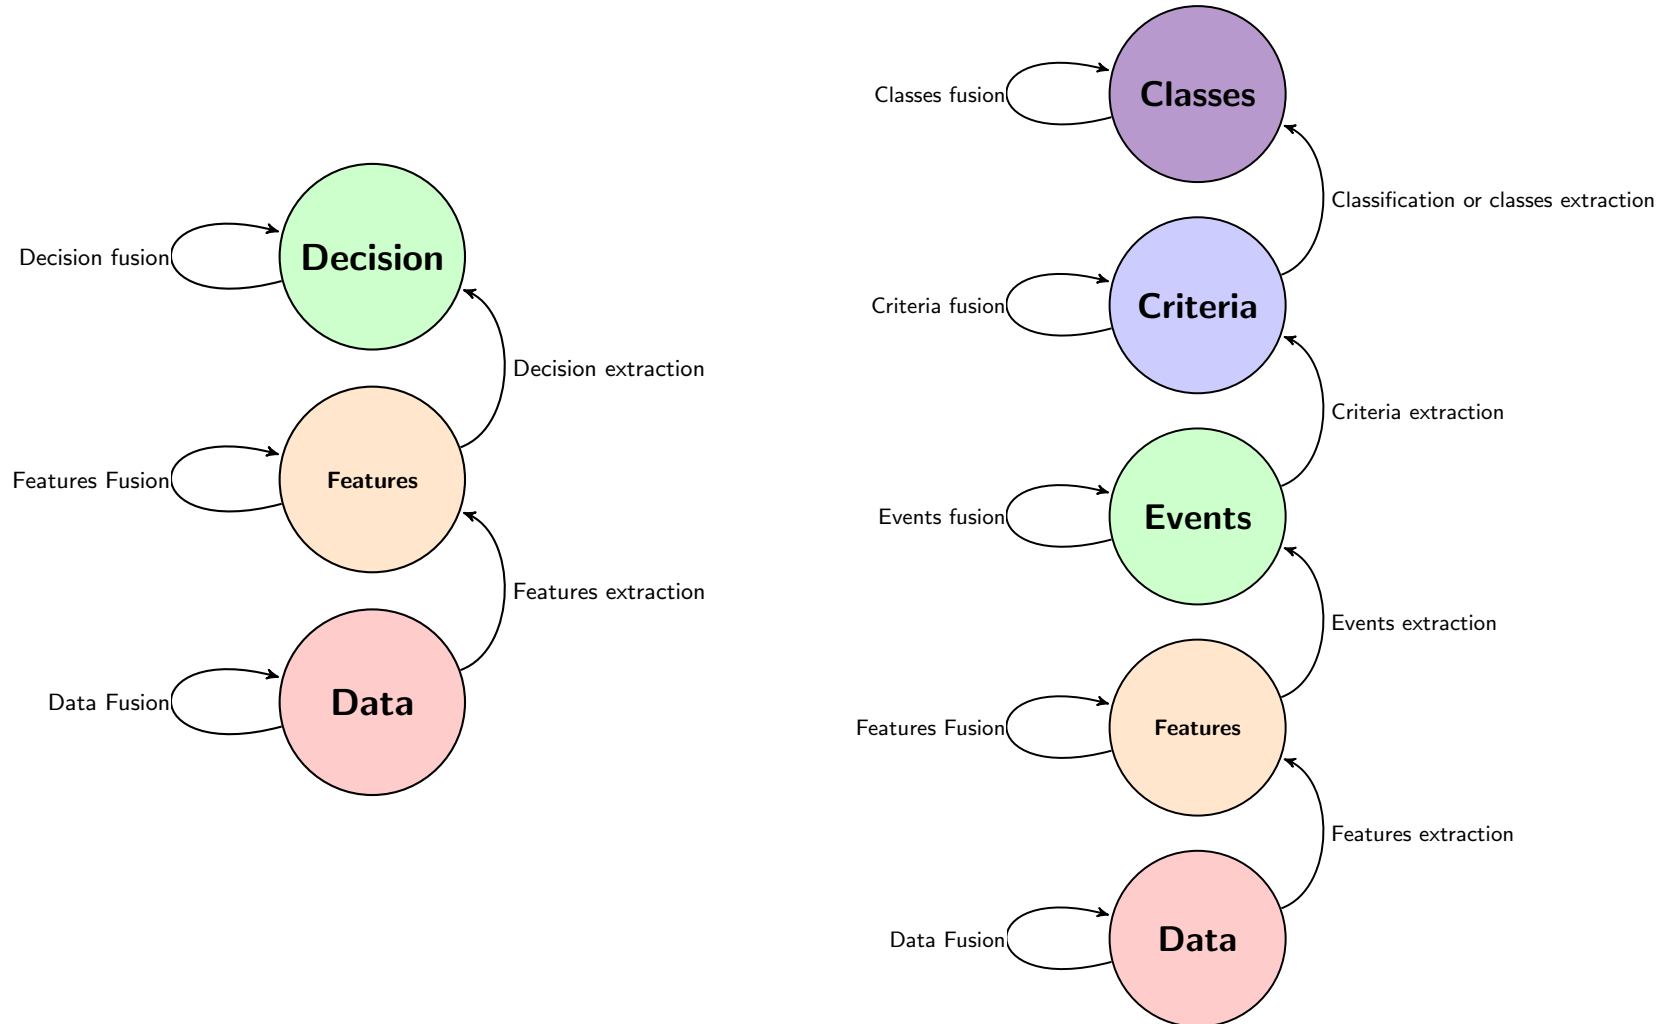 Decision fusion
Decision
Decision extraction
Features Fusion
Features
Features extraction
Data Fusion
Data
Classes fusion
Classes
Classification or classes extraction
Criteria fusion
Criteria
Criteria extraction
Events fusion
Events
Events extraction
Features Fusion
Features
Features extraction
Data Fusion
Data